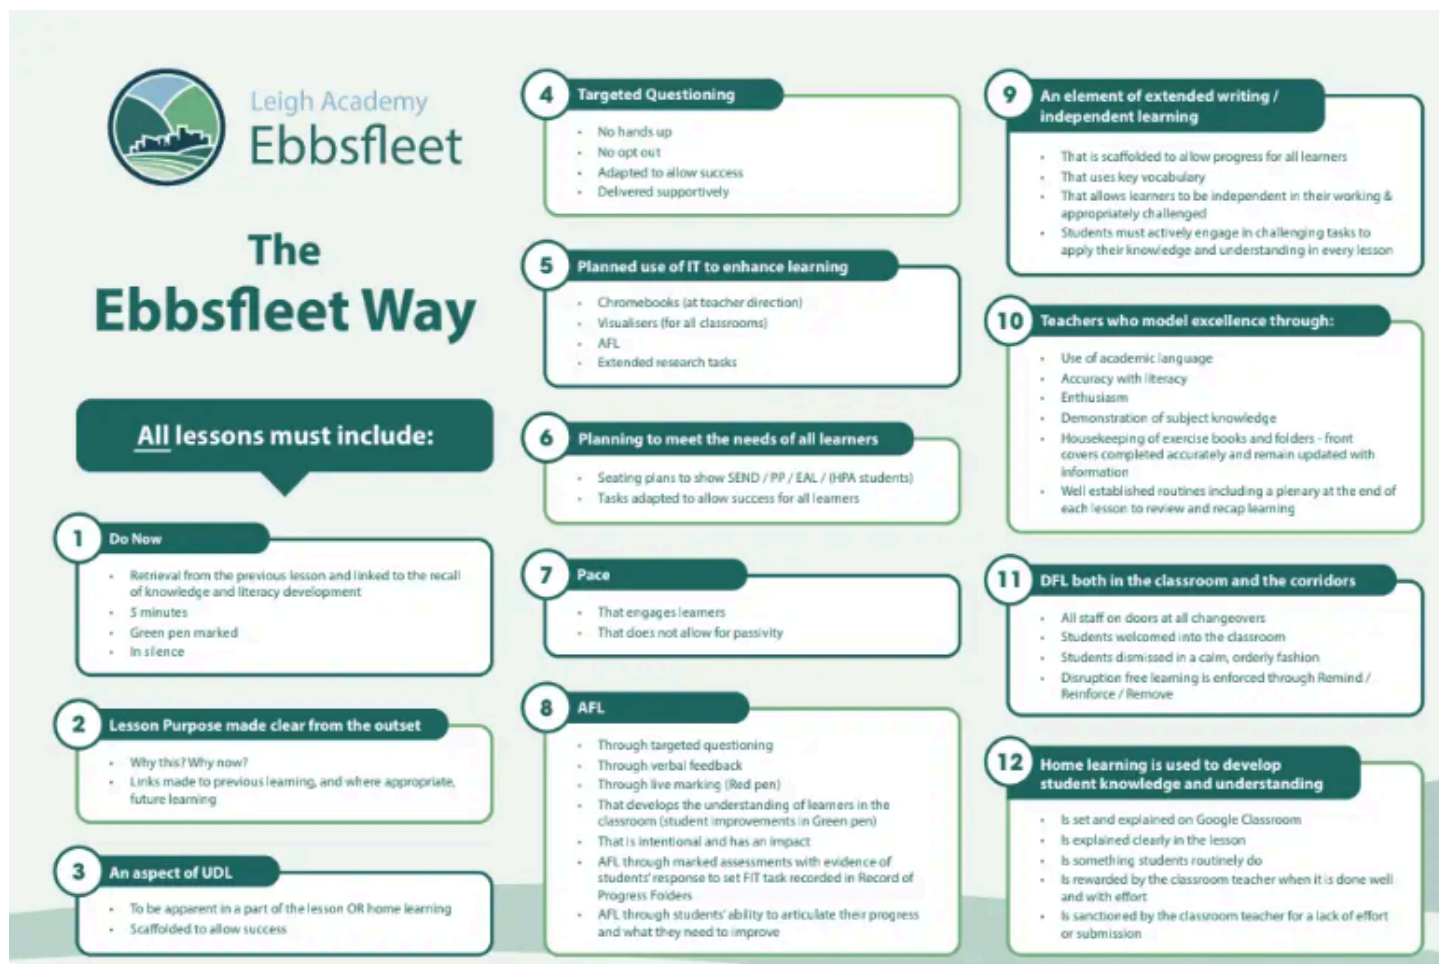 Leigh Academy
Ebbsfleet
The
Ebbsfleet Way
All lessons must include:
1
Do Now
• Retrieval from the previous lesson and linked to the recall
of knowledge and literacy development
• 5 minutes
• Green pen marked
• In silence
2
Lesson Purpose made clear from the outset
• Why this? Why now?
• Links made to previous learning, and where appropriate,
future learning
3
An aspect of UDL
• To be apparent in a part of the lesson OR home learning
• Scaffolded to allow success
4
Targeted Questioning
• No hands up
• No opt out
• Adapted to allow success
• Delivered supportively
5
Planned use of IT to enhance learning
• Chromebooks (at teacher direction)
• Visualisers (for all classrooms)
• AFL
• Extended research tasks
6
Planning to meet the needs of all learners
• Seating plans to show SEND / PP / EAL / (HPA students)
• Tasks adapted to allow success for all learners
7
Pace
• That engages learners
• That does not allow for passivity
8
AFL
• Through targeted questioning
• Through verbal feedback
• Through live marking (Red pen)
• That develops the understanding of learners in the
classroom (student improvements in Green pen)
• That is intentional and has an impact
• AFL through marked assessments with evidence of
students' response to set FIT task recorded in Record of
Progress Folders
• AFL through students' ability to articulate their progress
and what they need to improve
9
An element of extended writing /
independent learning
• That is scaffolded to allow progress for all learners
• That uses key vocabulary
• That allows learners to be independent in their working &
appropriately challenged
• Students must actively engage in challenging tasks to
apply their knowledge and understanding in every lesson
10
Teachers who model excellence through:
• Use of academic language
• Accuracy with literacy
• Enthusiasm
• Demonstration of subject knowledge
• Housekeeping of exercise books and folders - front
covers completed accurately and remain updated with
information
• Well established routines including a plenary at the end of
each lesson to review and recap learning
11
DFL both in the classroom and the corridors
• All staff on doors at all changeovers
• Students welcomed into the classroom
• Students dismissed in a calm, orderly fashion
• Disruption free learning is enforced through Remind /
Reinforce / Remove
12
Home learning is used to develop
student knowledge and understanding
• Is set and explained on Google Classroom
• Is explained clearly in the lesson
• Is something students routinely do
• Is rewarded by the classroom teacher when it is done well
and with effort
• Is sanctioned by the classroom teacher for a lack of effort
or submission